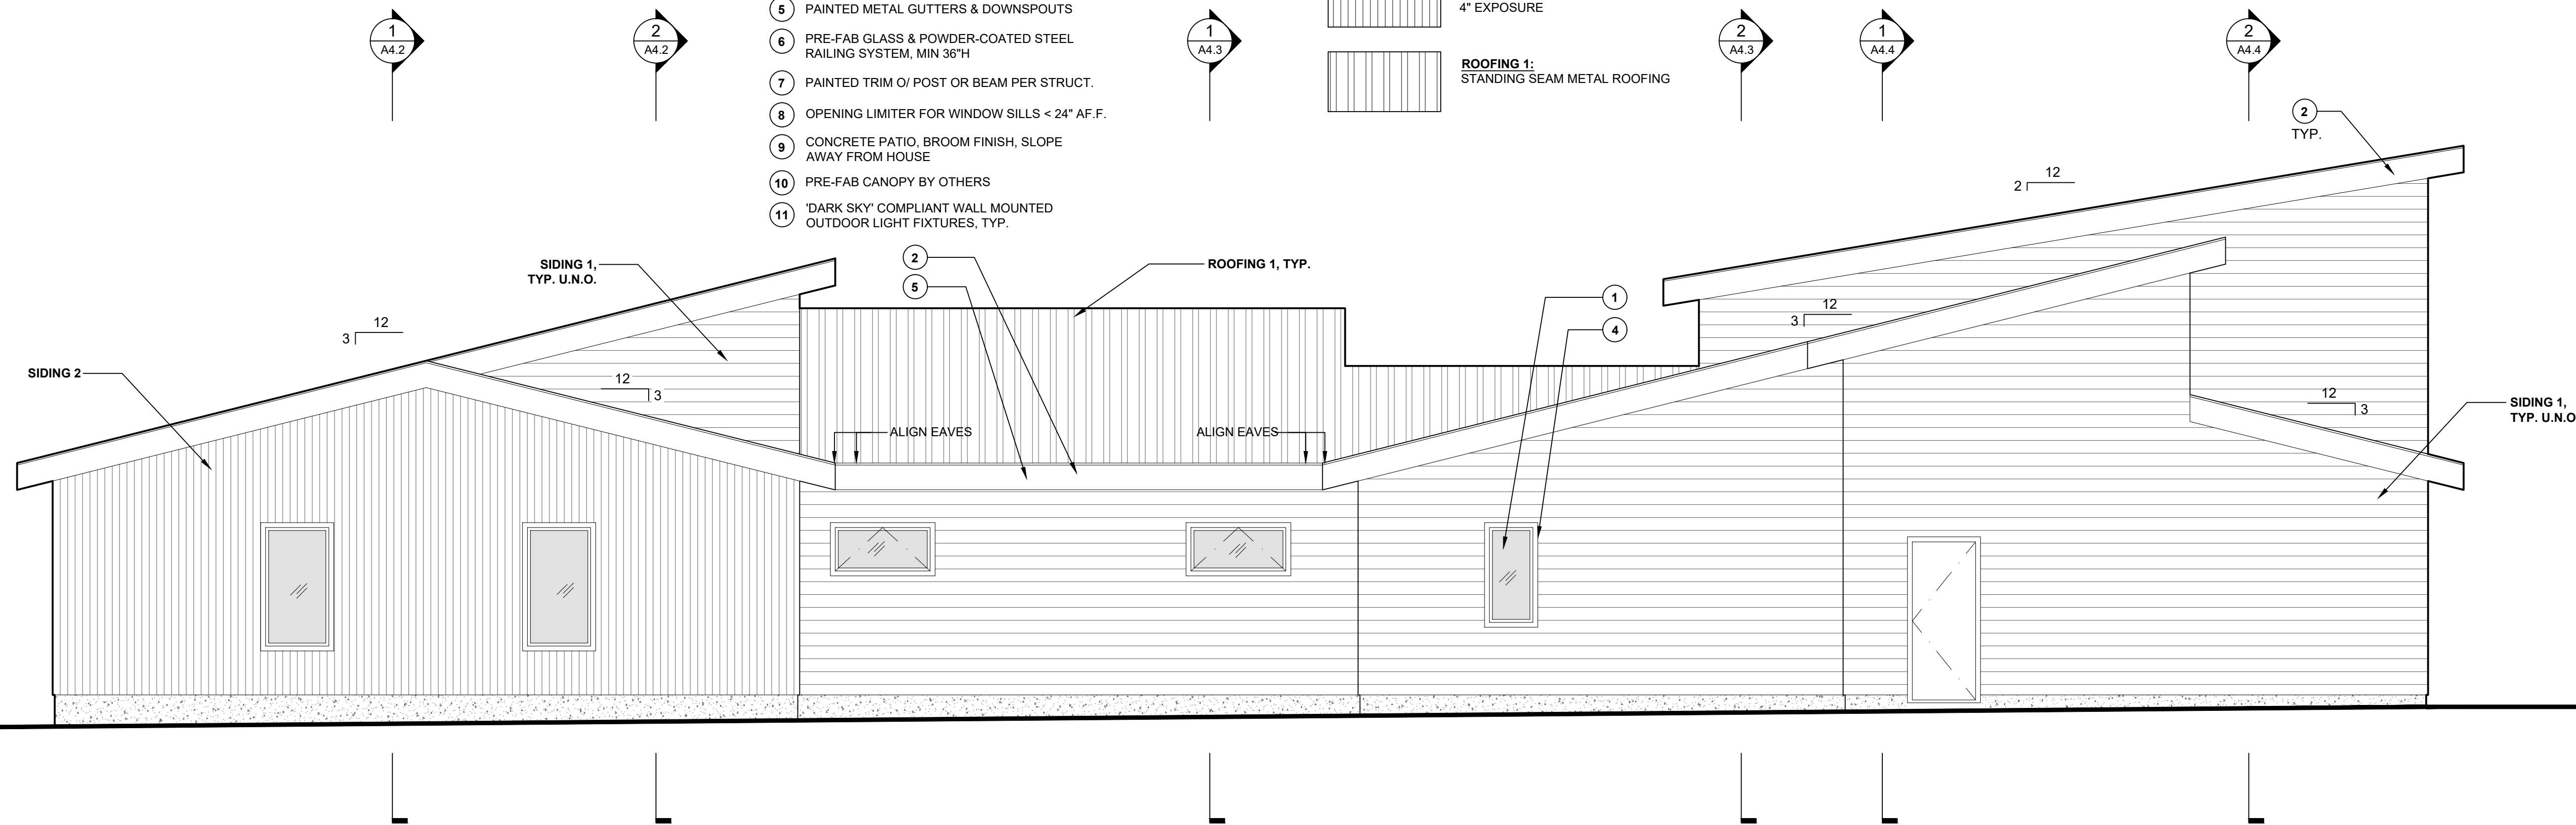 5 PAINTED METAL GUTTERS & DOWNSPOUTS
4" EXPOSURE
1
A4.2
2
A4.2
1
A4.3
2
A4.3
1
A4.4
2
A4.4
6 PRE-FAB GLASS & POWDER-COATED STEEL
RAILING SYSTEM, MIN 36"H
7 PAINTED TRIM O/ POST OR BEAM PER STRUCT.
8 OPENING LIMITER FOR WINDOW SILLS < 24" AF.F.
9 CONCRETE PATIO, BROOM FINISH, SLOPE
AWAY FROM HOUSE
10 PRE-FAB CANOPY BY OTHERS
11 'DARK SKY' COMPLIANT WALL MOUNTED
OUTDOOR LIGHT FIXTURES, TYP.
ROOFING 1:
STANDING SEAM METAL ROOFING
2
TYP.
12
2
SIDING 1,
TYP. U.N.O.
2
5
ROOFING 1, TYP.
1
4
12
3
12
3
SIDING 2
12
3
12
3
SIDING 1,
TYP. U.N.O
ALIGN EAVES
ALIGN EAVES